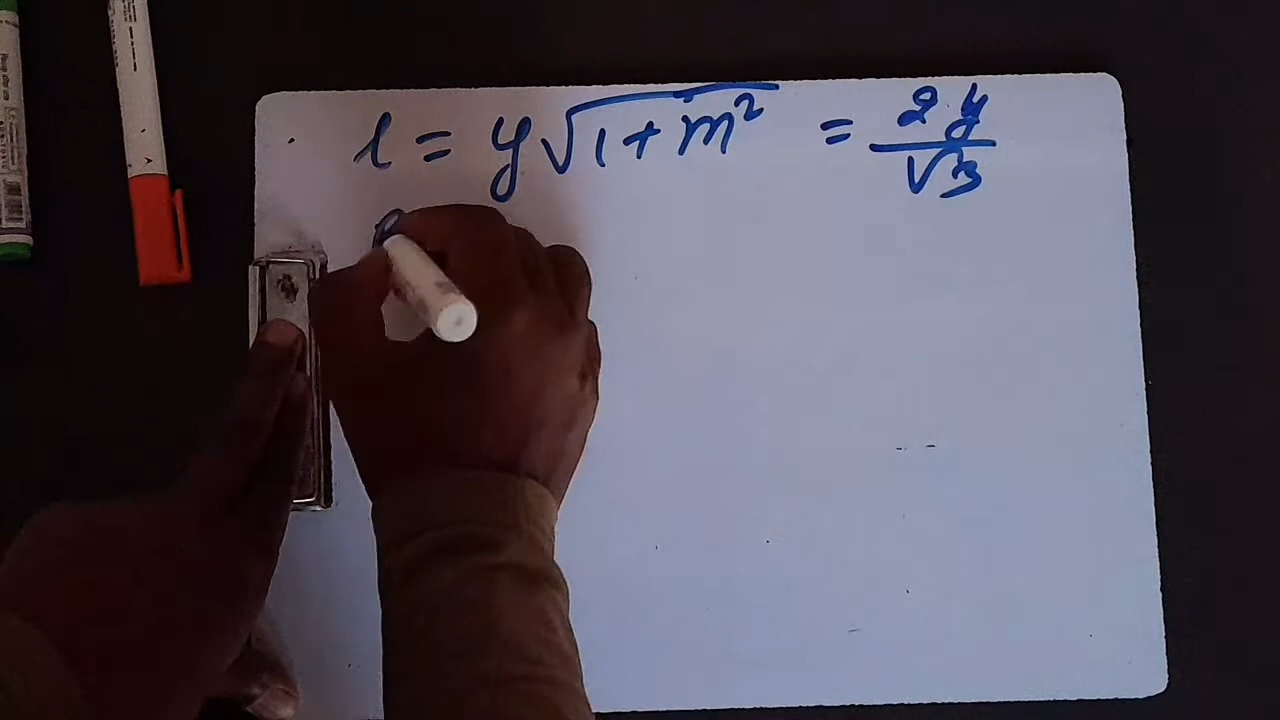 l = y√(1+m²) = 2y/√3